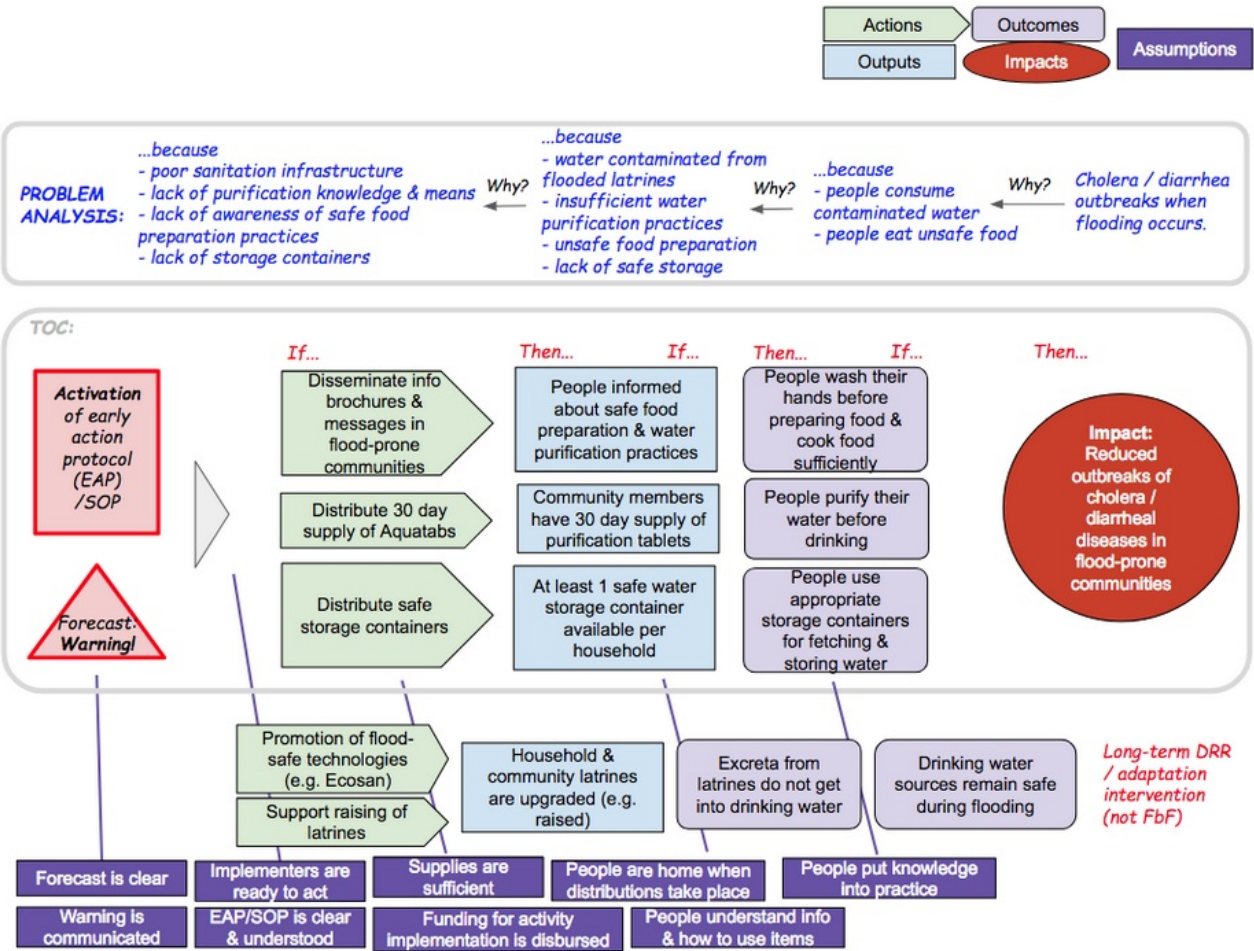 Actions
Outcomes
Outputs
Impacts
Assumptions
PROBLEM
ANALYSIS:
...because
- poor sanitation infrastructure
- lack of purification knowledge & means
- lack of awareness of safe food
preparation practices
- lack of storage containers
Why?
...because
- water contaminated from
flooded latrines
- insufficient water
purification practices
- unsafe food preparation
- lack of safe storage
Why?
...because
- people consume
contaminated water
- people eat unsafe food
Why?
Cholera / diarrhea
outbreaks when
flooding occurs.
TOC:
If...
Then...
If...
Then...
If...
Then...
Activation
of early
action
protocol
(EAP)
/SOP
Forecast:
Warning!
Disseminate info
brochures &
messages in
flood-prone
communities
People informed
about safe food
preparation & water
purification practices
People wash their
hands before
preparing food &
cook food
sufficiently
Distribute 30 day
supply of Aquatabs
Community members
have 30 day supply of
purification tablets
People purify their
water before
drinking
Distribute safe
storage containers
At least 1 safe water
storage container
available per
household
People use
appropriate
storage containers
for fetching &
storing water
Impact:
Reduced
outbreaks of
cholera /
diarrheal
diseases in
flood-prone
communities
Promotion of flood-
safe technologies
(e.g. Ecosan)
Support raising of
latrines
Household &
community latrines
are upgraded (e.g.
raised)
Excreta from
latrines do not get
into drinking water
Drinking water
sources remain safe
during flooding
Long-term DRR
/ adaptation
intervention
(not FbF)
Forecast is clear
Implementers are
ready to act
Supplies are
sufficient
People are home when
distributions take place
People put knowledge
into practice
Warning is
communicated
EAP/SOP is clear
& understood
Funding for activity
implementation is disbursed
People understand info
& how to use items